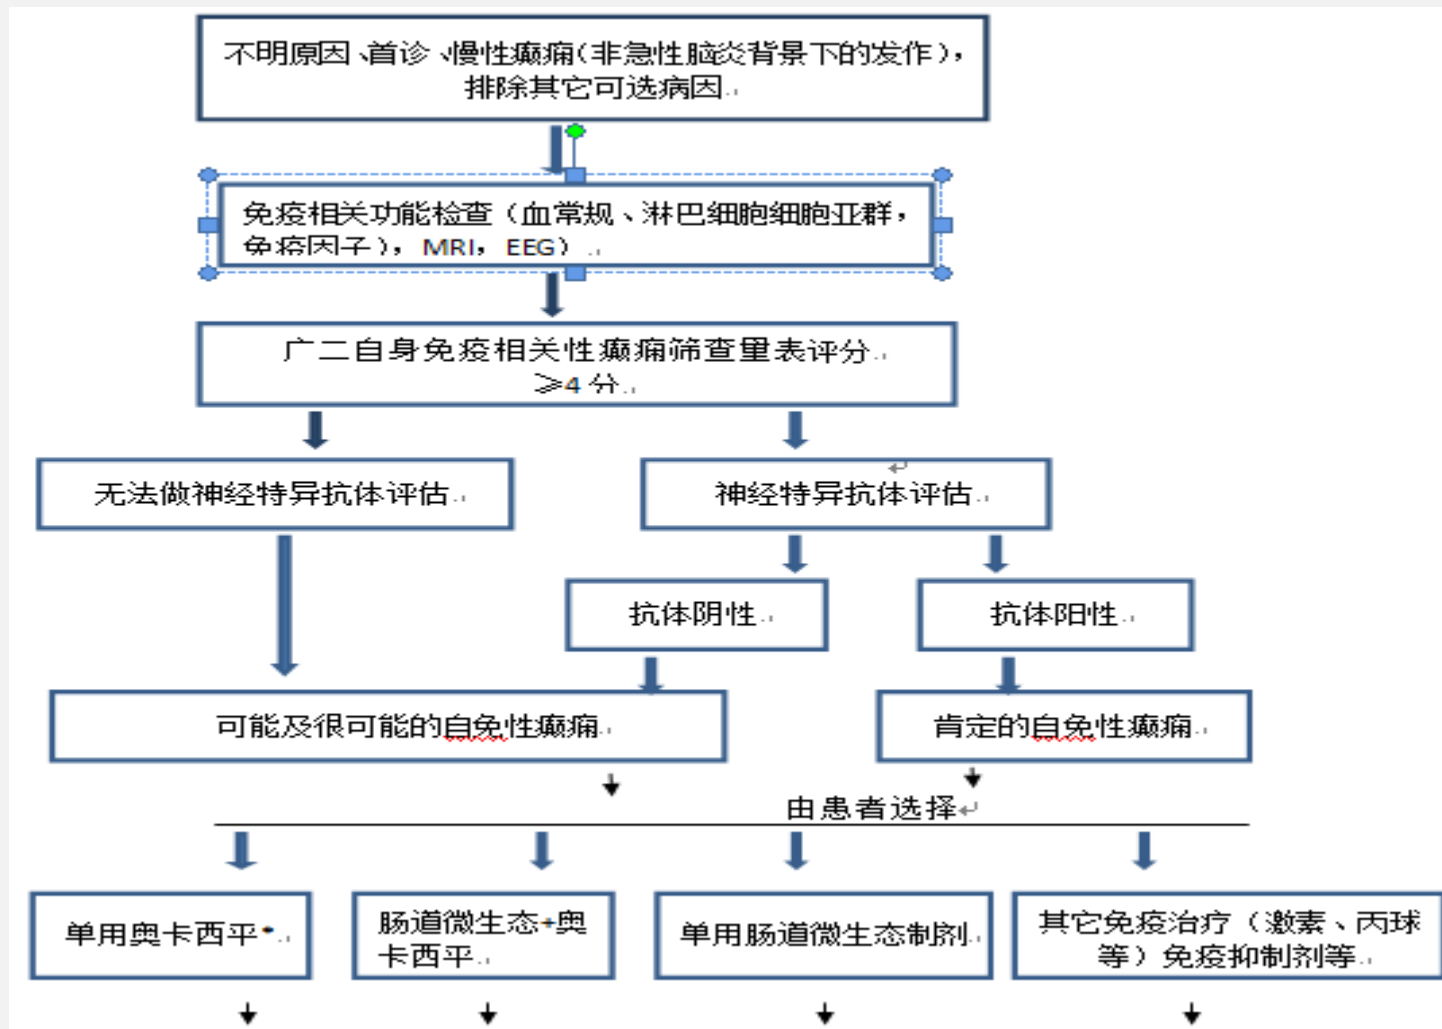 不明原因、首诊、慢性癫痫(非急性脑炎背景下的发作),
排除其它可选病因
免疫相关功能检查(血常规、淋巴细胞细胞亚群,
免疫因子),MRI,EEG)
广二自身免疫相关性癫痫筛查量表评分
≥4 分
无法做神经特异抗体评估
神经特异抗体评估
抗体阴性
抗体阳性
可能及很可能的自免性癫痫
肯定的自免性癫痫
由患者选择
单用奥卡西平*
肠道微生态+奥
卡西平
单用肠道微生态制剂
其它免疫治疗(激素、丙球
等)免疫抑制剂等